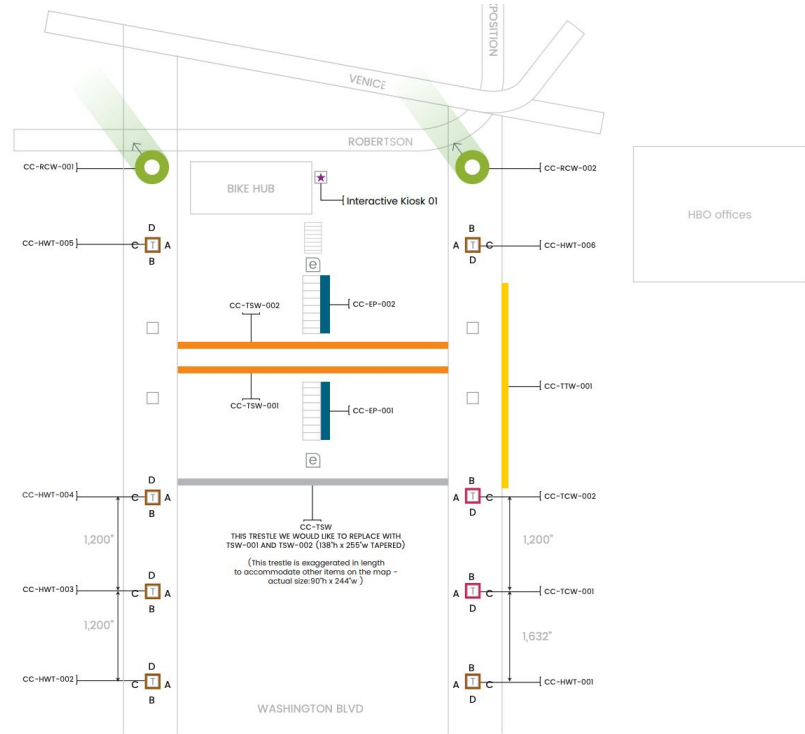 POSITION
VENICE
ROBERTSON
CC-RCW-001
CC-RCW-002
BIKE HUB
Interactive Kiosk 01
HBO offices
D
C T A
B
CC-HWT-005
B
A T C
D
CC-HWT-006
e
CC-TSW-002
CC-EP-002
CC-TTW-001
CC-TSW-001
CC-EP-001
e
D
C T A
B
CC-HWT-004
B
A T C
D
CC-TCW-002
CC-TSW
THIS TRESTLE WE WOULD LIKE TO REPLACE WITH
TSW-001 AND TSW-002 (138"h x 255"w TAPERED)
(This trestle is exaggerated in length
to accommodate other items on the map -
actual size:90"h x 244"w )
1,200"
1,200"
D
C T A
B
CC-HWT-003
B
A T C
D
CC-TCW-001
1,200"
1,632"
D
C T A
B
CC-HWT-002
B
A T C
D
CC-HWT-001
WASHINGTON BLVD